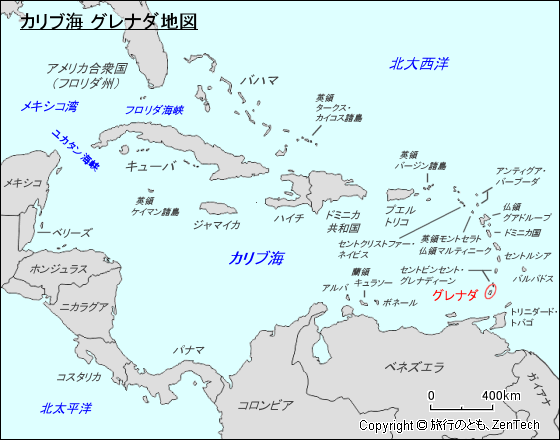 カリブ海 グレナダ地図
北大西洋
アメリカ合衆国
（フロリダ州）
バハマ
メキシコ湾
フロリダ海峡
英領
タークス・
カイコス諸島
ユカタン海峡
キューバ
英領
バージン諸島
アンティグア・
バーブーダ
メキシコ
英領
ケイマン諸島
ジャマイカ
ハイチ
ドミニカ
共和国
プエル
トリコ
仏領
グアドループ
ベリーズ
セントクリストファー・
ネイビス
英領モントセラト
仏領マルティニーク
ドミニカ国
カリブ海
セントルシア
ホンジュラス
蘭領
キュラソー
アルバ
ボネール
セントビンセント・
グレナディーン
バルバドス
グレナダ
ニカラグア
トリニダード・
トバゴ
パナマ
コスタリカ
ベネズエラ
ガイアナ
北太平洋
コロンビア
0 400km
Copyright © 旅行のとも、ZenTech